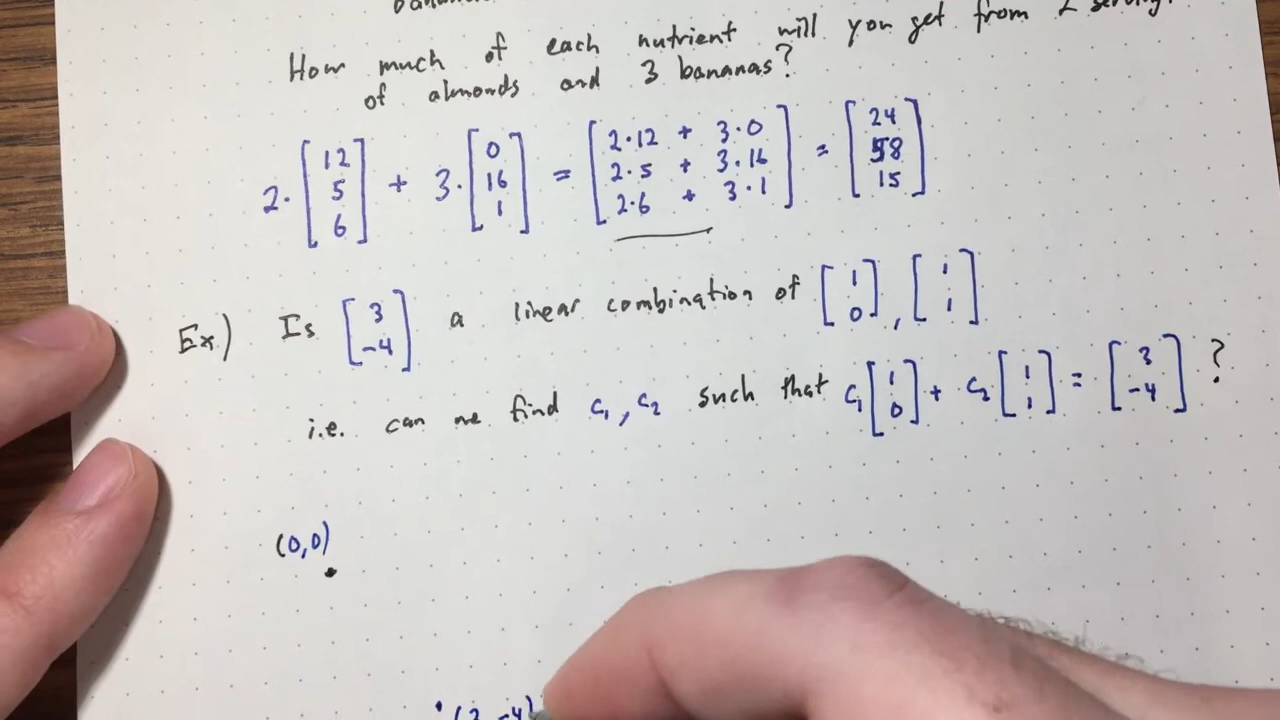 How much of each nutrient will you get from 2
of almonds and 3 bananas?
2·[12 5 6] + 3·[0 16 1] = [2·12 + 3·0 2·5 + 3·16 2·6 + 3·1] = [24 58 15]
Ex.) Is [3 -4] a linear combination of [1 0], [1 1]
i.e. can we find c₁, c₂ such that c₁[1 0] + c₂[1 1] = [3 -4] ?
(0,0)
(3,-4)